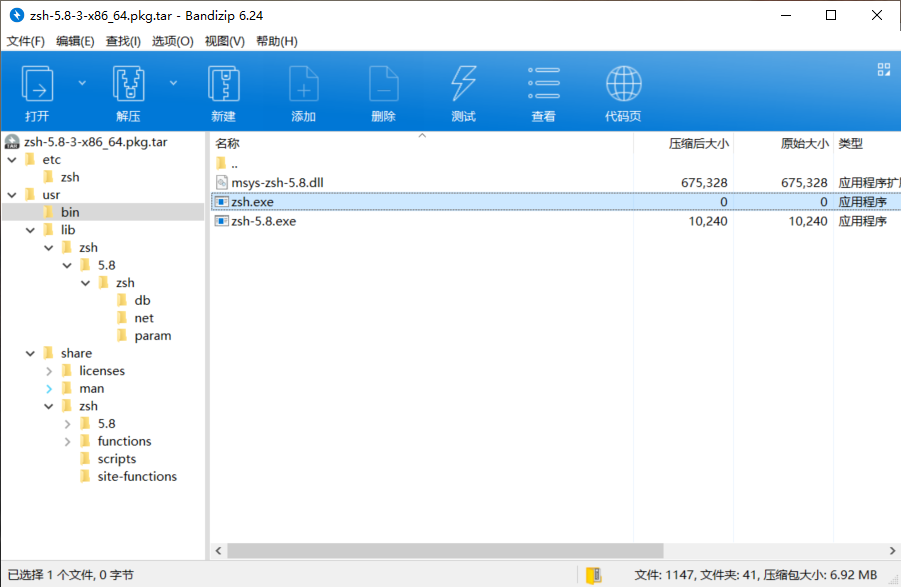 zsh-5.8-3-x86_64.pkg.tar - Bandizip 6.24
文件(F) 编辑(E) 查找(I) 选项(O) 视图(V) 帮助(H)
打开 解压 新建 添加 删除 测试 查看 代码页
zsh-5.8-3-x86_64.pkg.tar
etc
zsh
usr
bin
lib
zsh
5.8
zsh
db
net
param
share
licenses
man
zsh
5.8
functions
scripts
site-functions
名称 压缩后大小 原始大小 类型
..
msys-zsh-5.8.dll 675,328 675,328 应用程序扩
zsh.exe 0 0 应用程序
zsh-5.8.exe 10,240 10,240 应用程序
已选择 1 个文件, 0 字节 文件: 1147, 文件夹: 41, 压缩包大小: 6.92 MB